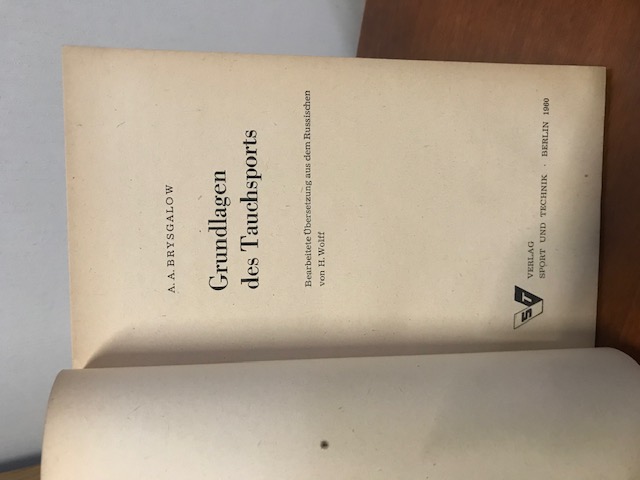 A. A. BRYSGALOW
Grundlagen
des Tauchsports
Bearbeitete Übersetzung aus dem Russischen
von H. Wolff
ST
VERLAG
SPORT UND TECHNIK · BERLIN 1960